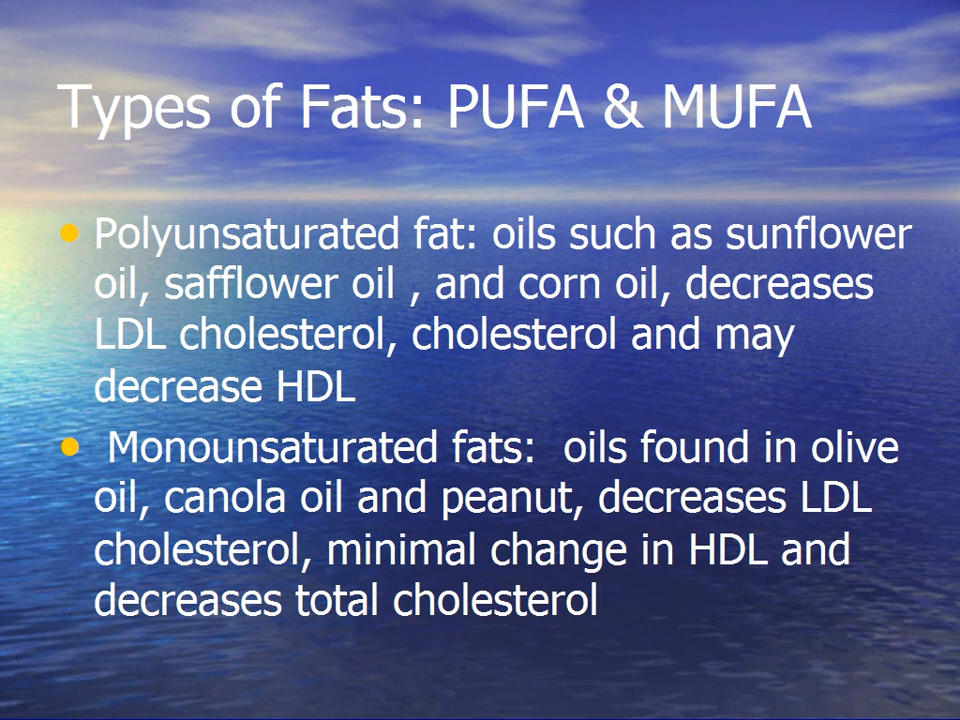 Types of Fats: PUFA & MUFA
• Polyunsaturated fat: oils such as sunflower
oil, safflower oil , and corn oil, decreases
LDL cholesterol, cholesterol and may
decrease HDL
• Monounsaturated fats:  oils found in olive
oil, canola oil and peanut, decreases LDL
cholesterol, minimal change in HDL and
decreases total cholesterol